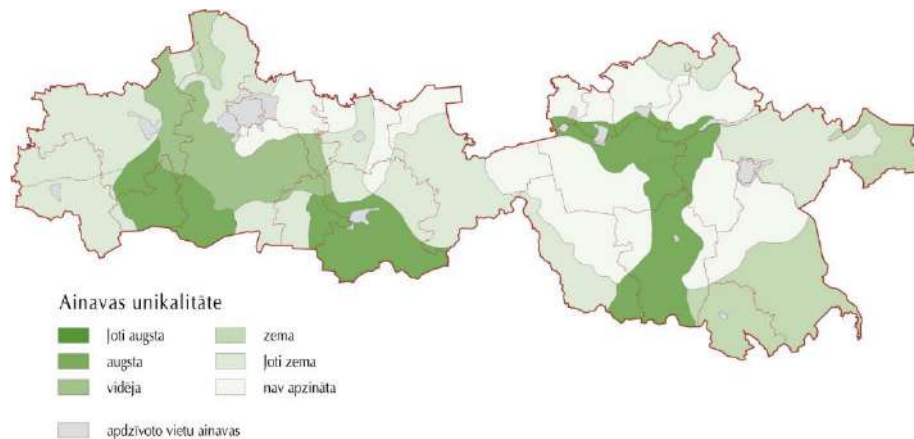 Ainavas unikalitāte
ļoti augsta
augsta
vidēja
zema
ļoti zema
nav apzināta
apdzīvoto vietu ainavas